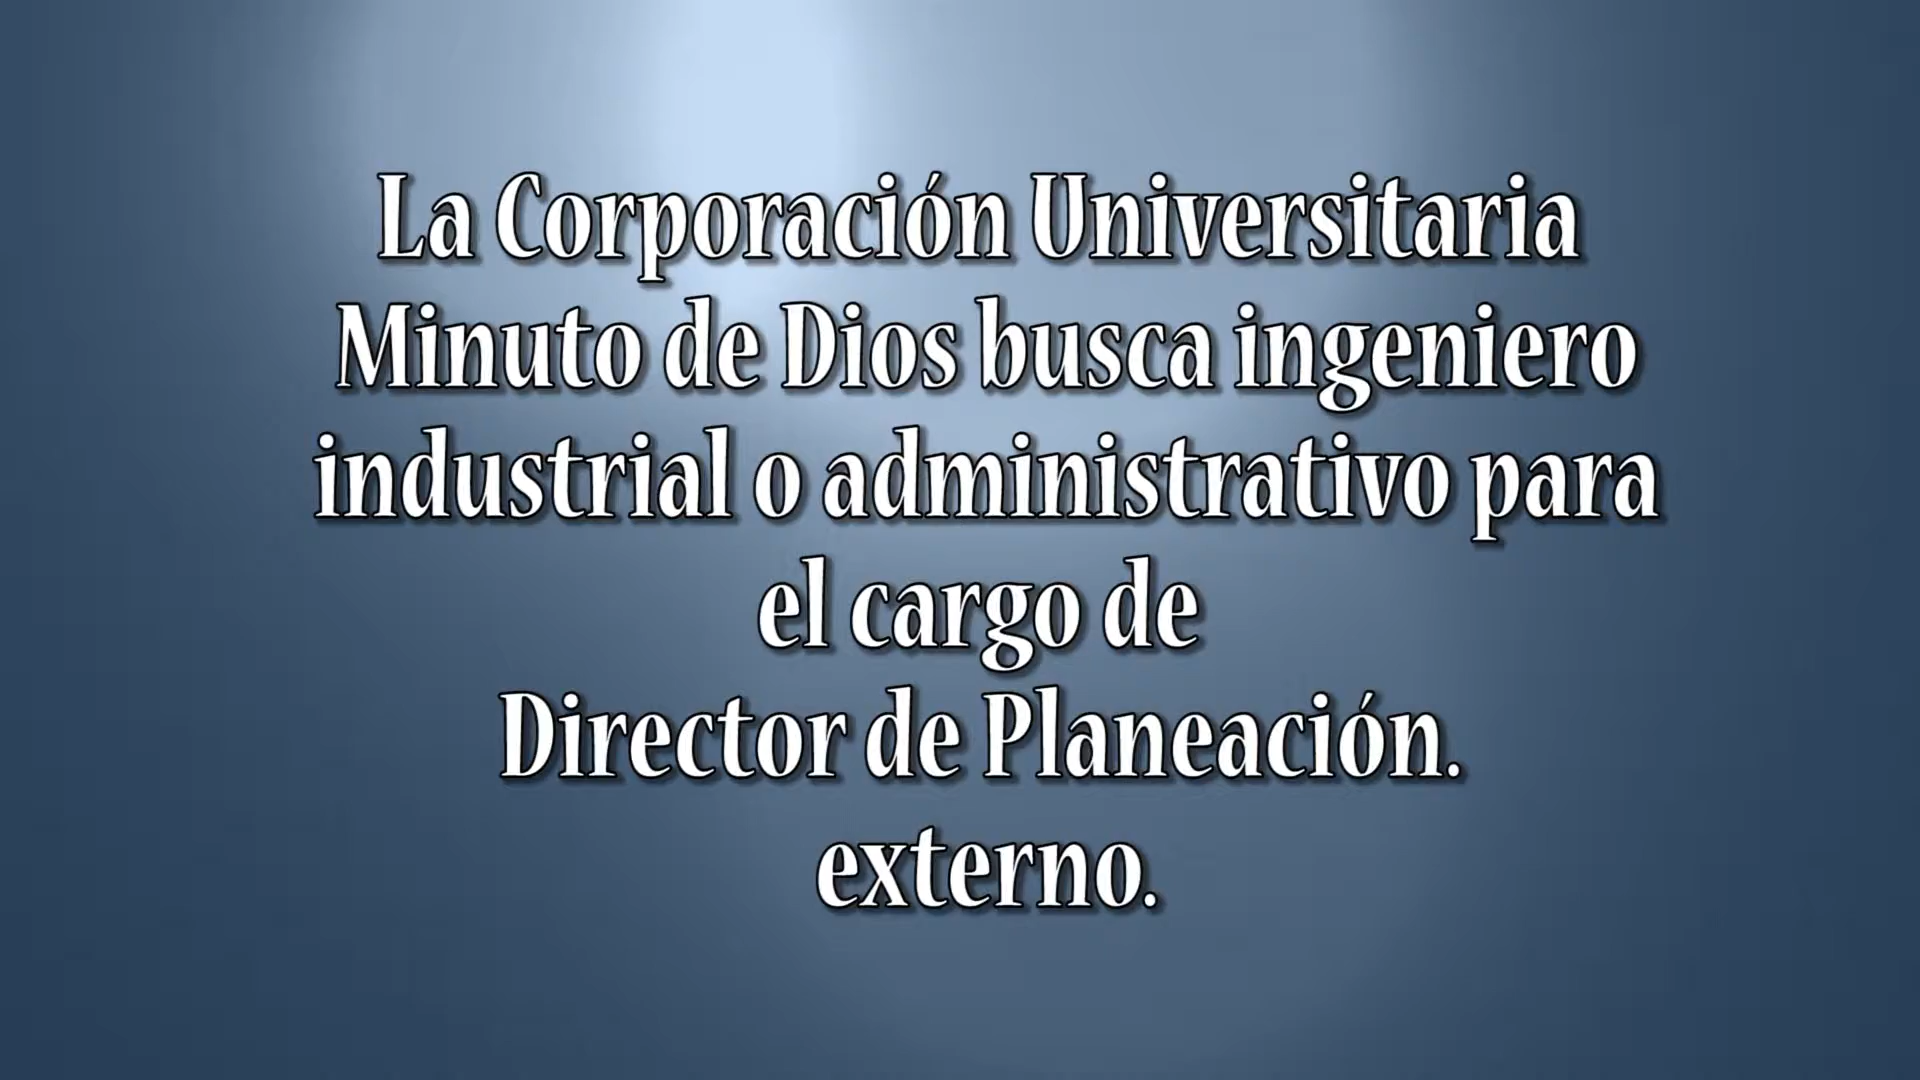 La Corporación Universitaria
Minuto de Dios busca ingeniero
industrial o administrativo para
el cargo de
Director de Planeación.
externo.